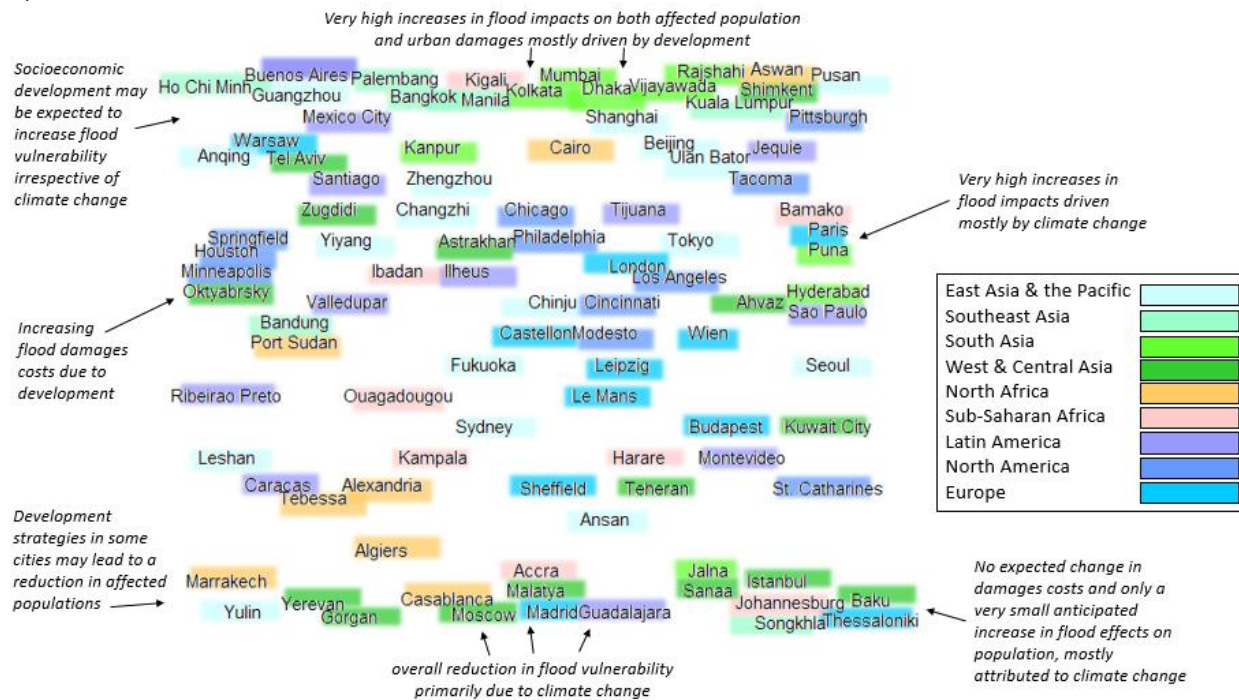 Very high increases in flood impacts on both affected population
and urban damages mostly driven by development
Socioeconomic
development may
be expected to
increase flood
vulnerability
irrespective of
climate change
Ho Chi Minh
Buenos Aires
Guangzhou
Palembang
Bangkok
Kigali
Manila
Kolkata
Mumbai
Dhaka
Vijayawada
Rajshahi
Aswan
Shimkent
Pusan
Kuala Lumpur
Mexico City
Shanghai
Pittsburgh
Warsaw
Anqing
Tel Aviv
Kanpur
Cairo
Beijing
Ulan Bator
Jequie
Santiago
Zhengzhou
Tacoma
Very high increases in
flood impacts driven
mostly by climate change
Zugdidi
Changzhi
Chicago
Tijuana
Bamako
Paris
Puna
Springfield
Houston
Minneapolis
Oktyabrsky
Yiyang
Astrakhan
Philadelphia
Tokyo
Ibadan
Ilheus
London
Los Angeles
Valledupar
Chinju
Cincinnati
Ahvaz
Hyderabad
Sao Paulo
Increasing
flood damages
costs due to
development
Bandung
Port Sudan
Castellon
Modesto
Wien
Fukuoka
Leipzig
Seoul
Ribeirao Preto
Ouagadougou
Le Mans
Sydney
Budapest
Kuwait City
Leshan
Kampala
Harare
Montevideo
Caracas
Tebessa
Alexandria
Sheffield
Teheran
St. Catharines
Ansan
East Asia & the Pacific
Southeast Asia
South Asia
West & Central Asia
North Africa
Sub-Saharan Africa
Latin America
North America
Europe
Development
strategies in some
cities may lead to a
reduction in affected
populations
Algiers
Marrakech
Yulin
Yerevan
Gorgan
Casablanca
Moscow
Accra
Malatya
Madrid
Guadalajara
Jalna
Sanaa
Istanbul
Johannesburg
Songkhla
Baku
Thessaloniki
No expected change in
damages costs and only a
very small anticipated
increase in flood effects on
population, mostly
attributed to climate change
overall reduction in flood vulnerability
primarily due to climate change